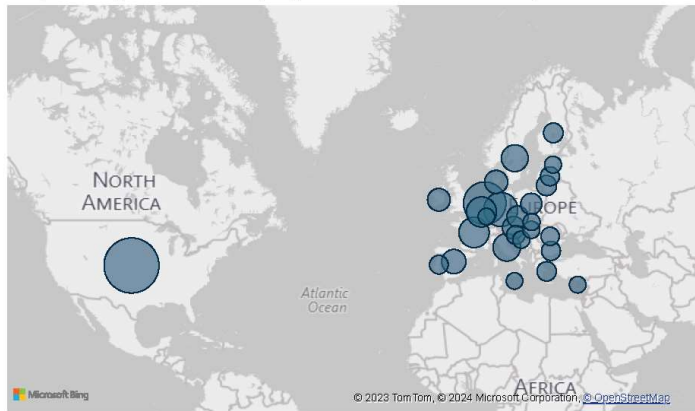 NORTH
AMERICA
Atlantic
Ocean
AFRICA
Microsoft Bing
© 2023 TomTom, © 2024 Microsoft Corporation, © OpenStreetMap